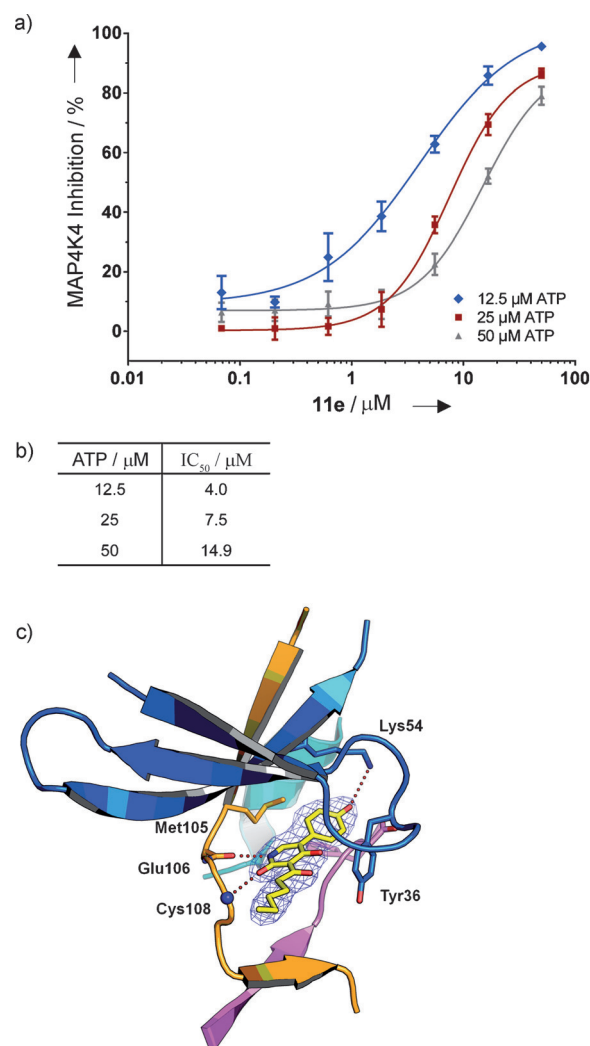 a)
MAP4K4 Inhibition / %
100
80
60
40
20
0
0.01
0.1
1
10
100
11e / μM
12.5 μM ATP
25 μM ATP
50 μM ATP
b)
ATP / μM IC50 / μM
12.5 4.0
25 7.5
50 14.9
c)
Lys54
Met105
Glu106
Cys108
Tyr36